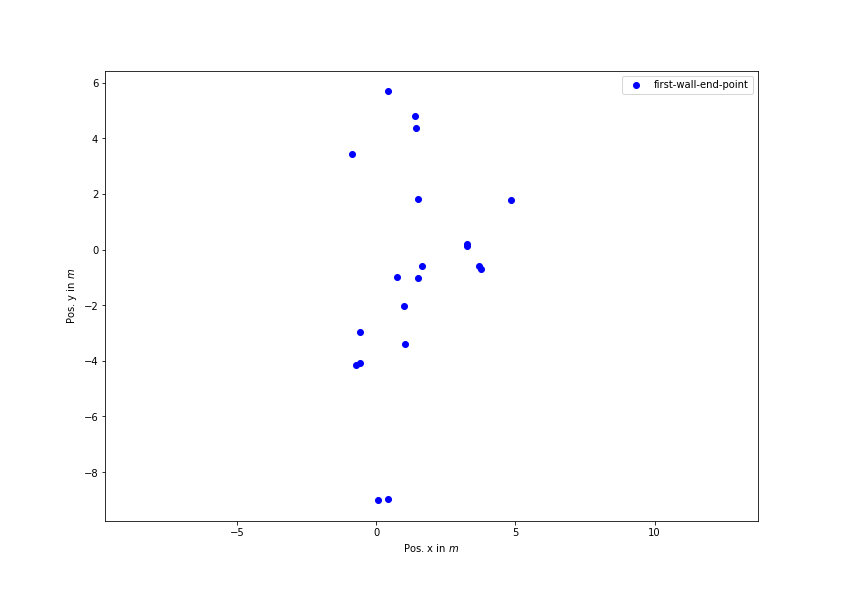 first-wall-end-point
6
4
2
0
−2
−4
−6
−8
Pos. y in m
−5 0 5 10
Pos. x in m